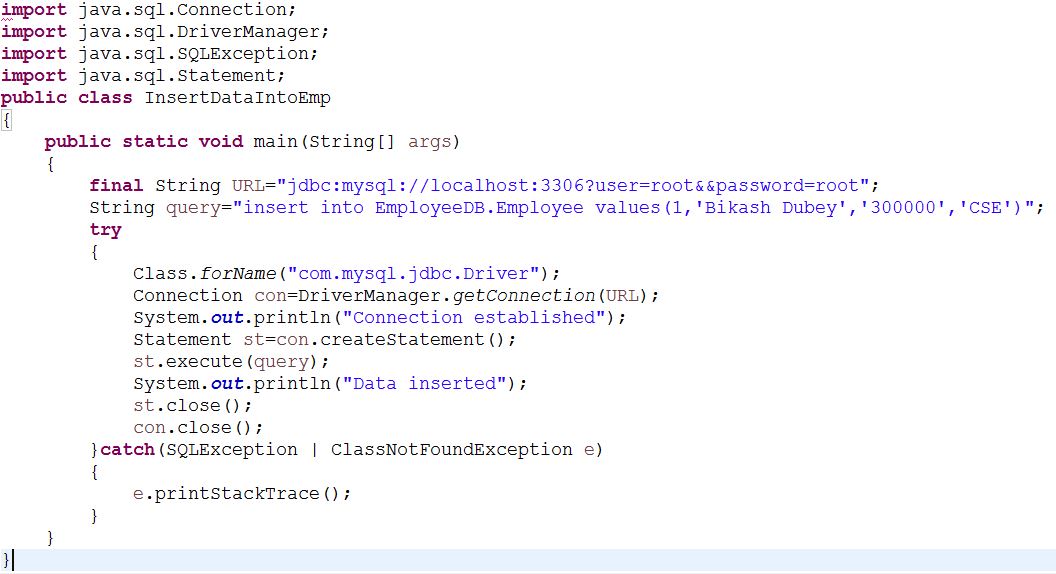 import java.sql.Connection;
import java.sql.DriverManager;
import java.sql.SQLException;
import java.sql.Statement;
public class InsertDataIntoEmp
{
    public static void main(String[] args)
    {
        final String URL="jdbc:mysql://localhost:3306?user=root&&password=root";
        String query="insert into EmployeeDB.Employee values(1,'Bikash Dubey','300000','CSE')";
        try
        {
            Class.forName("com.mysql.jdbc.Driver");
            Connection con=DriverManager.getConnection(URL);
            System.out.println("Connection established");
            Statement st=con.createStatement();
            st.execute(query);
            System.out.println("Data inserted");
            st.close();
            con.close();
        }catch(SQLException | ClassNotFoundException e)
        {
            e.printStackTrace();
        }
    }
}